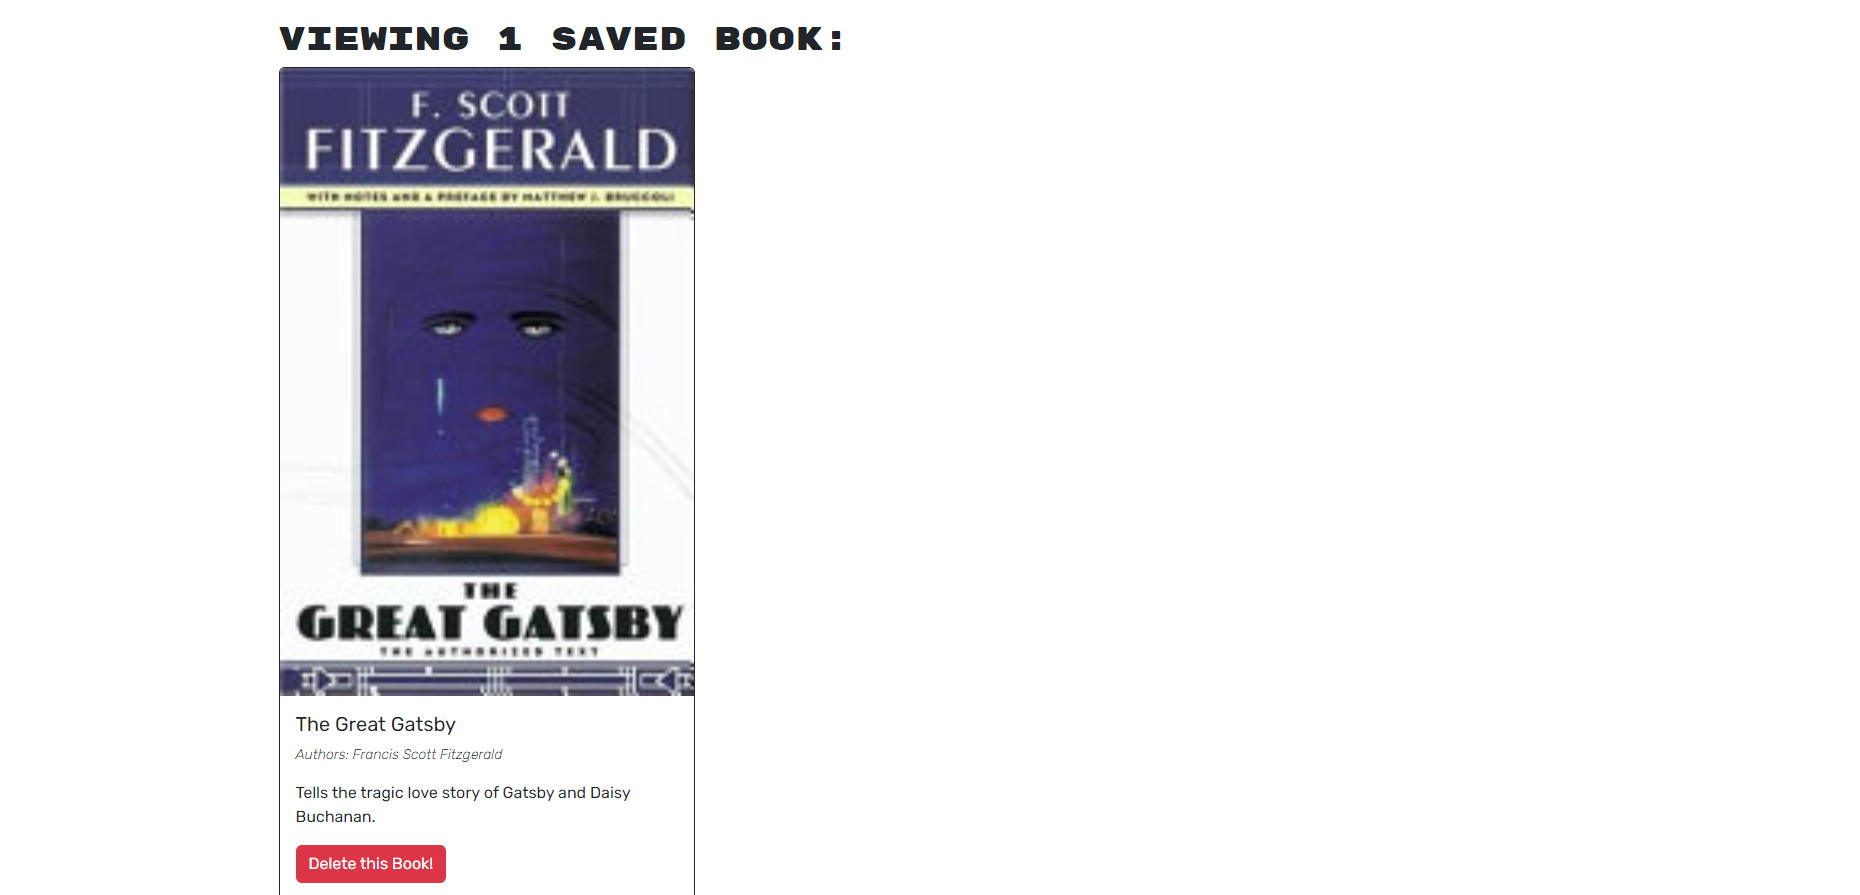 VIEWING 1 SAVED BOOK:
F. SCOTT
FITZGERALD
WITH NOTES AND A PREFACE BY MATTHEW J. BRUCCOLI
THE
GREAT GATSBY
THE AUTHORIZED TEXT
The Great Gatsby
Authors: Francis Scott Fitzgerald
Tells the tragic love story of Gatsby and Daisy
Buchanan.
Delete this Book!